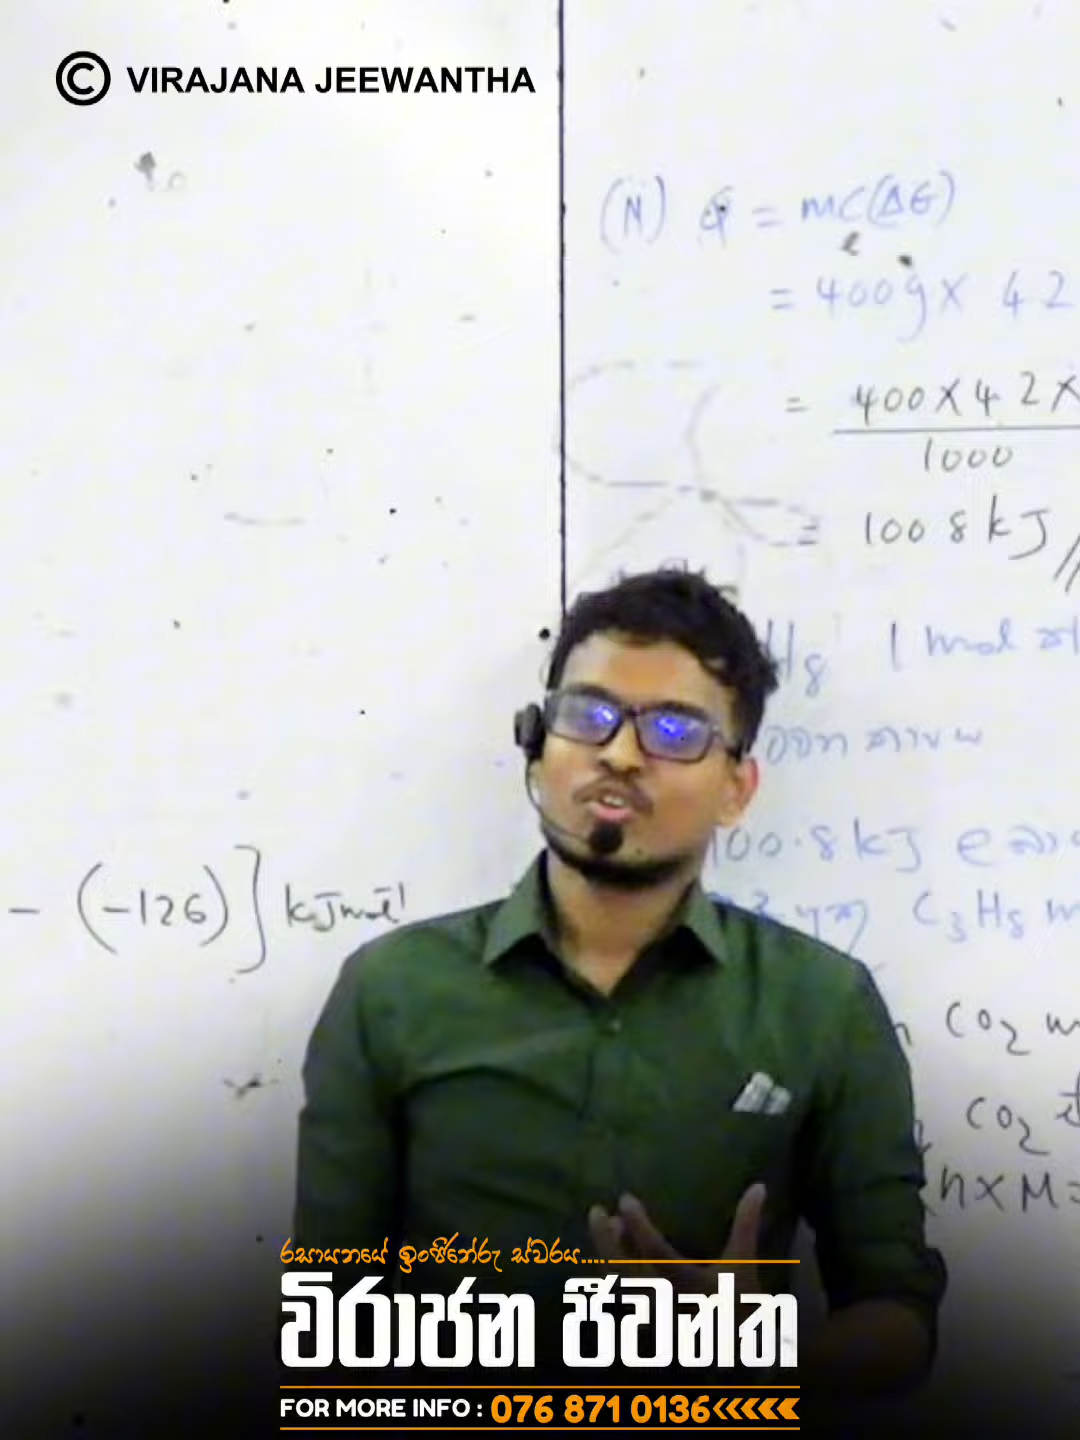 © VIRAJANA JEEWANTHA
= mC(Δθ)
= 400g × 4.2
= 400 × 4.2 ×
1000
= 100.8 kJ //
H8 1 mol
100.8 kJ
- (-126)] kJmol⁻¹
C3H8
CO2
CO2
n × M =
රසායනයේ ඉංජිනේරු ස්වරය....
විරාජන ජීවන්ත
FOR MORE INFO : 076 871 0136